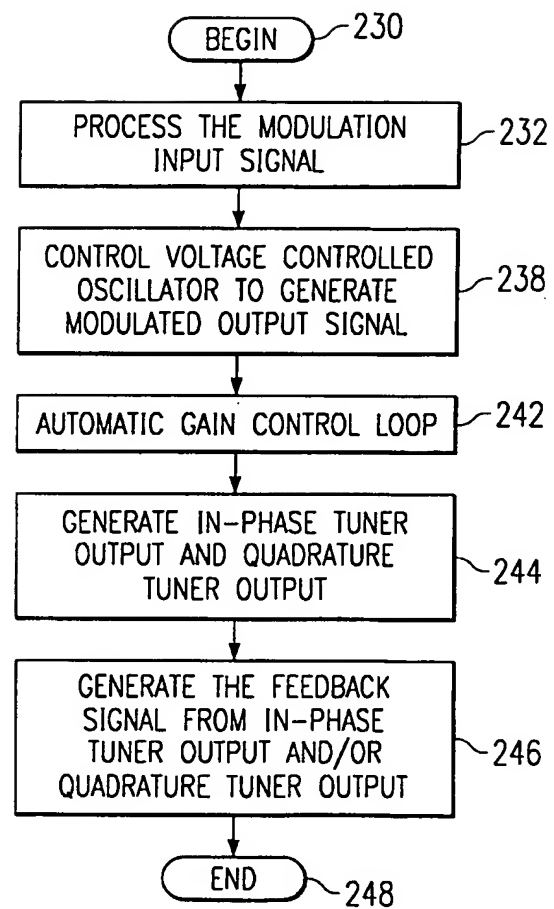 BEGIN
230
PROCESS THE MODULATION
INPUT SIGNAL
232
CONTROL VOLTAGE CONTROLLED
OSCILLATOR TO GENERATE
MODULATED OUTPUT SIGNAL
238
AUTOMATIC GAIN CONTROL LOOP
242
GENERATE IN-PHASE TUNER
OUTPUT AND QUADRATURE
TUNER OUTPUT
244
GENERATE THE FEEDBACK
SIGNAL FROM IN-PHASE
TUNER OUTPUT AND/OR
QUADRATURE TUNER OUTPUT
246
END
248